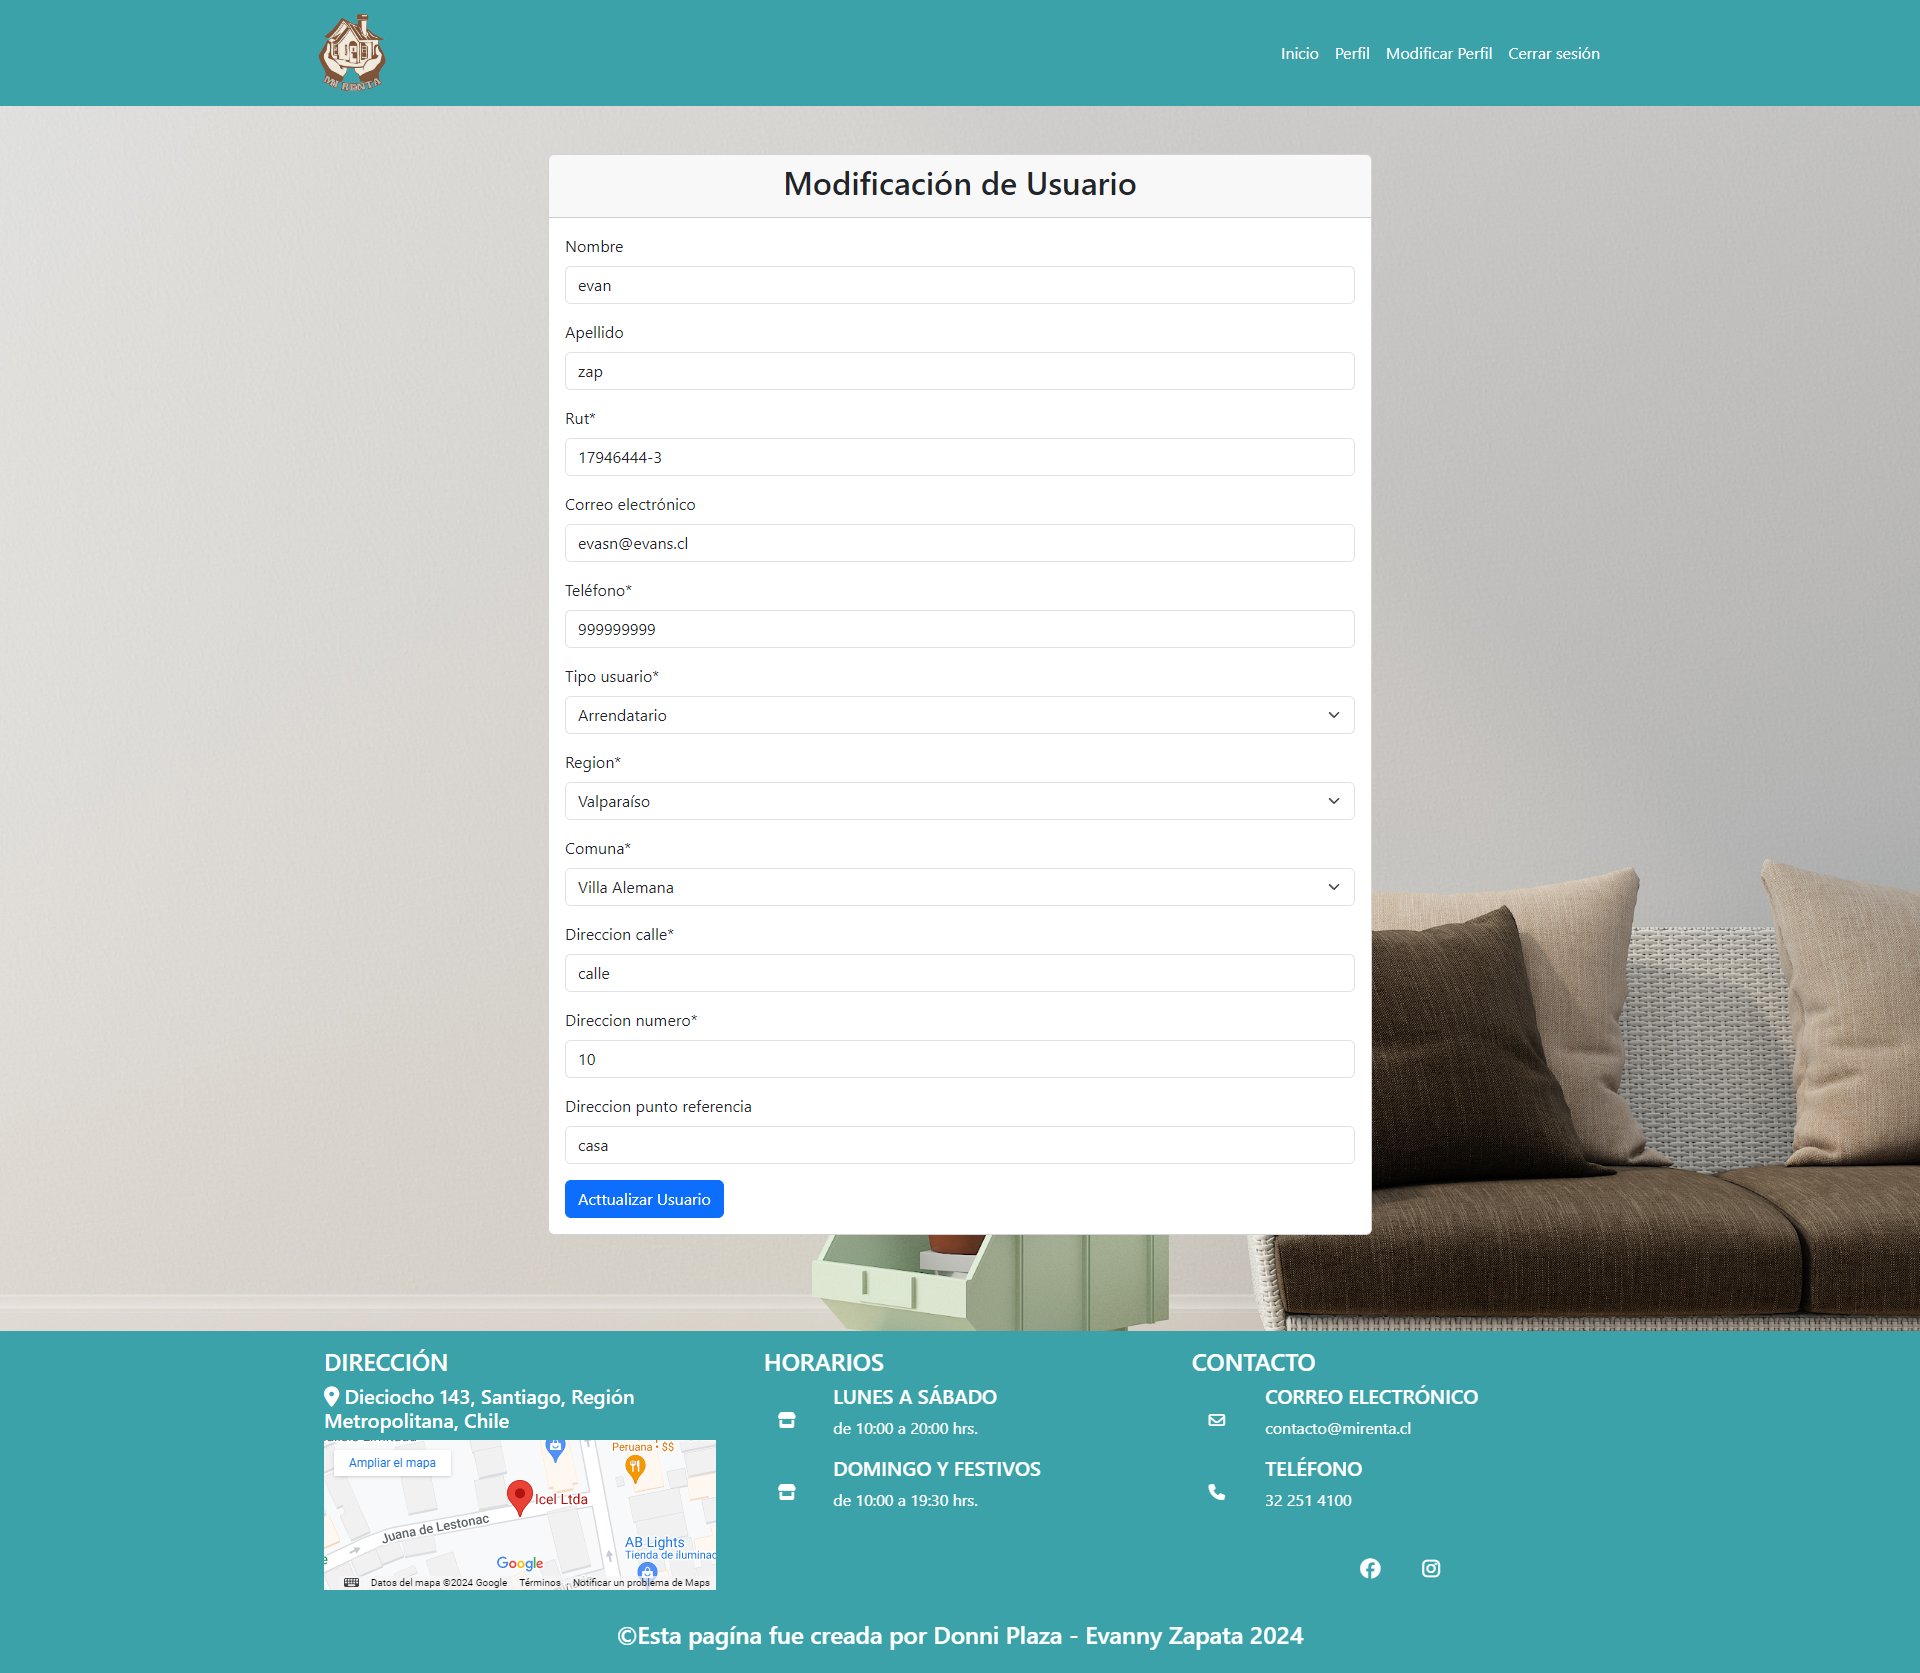 MI RENTA
Inicio Perfil Modificar Perfil Cerrar sesión
Modificación de Usuario
Nombre
evan
Apellido
zap
Rut*
17946444-3
Correo electrónico
evasn@evans.cl
Teléfono*
999999999
Tipo usuario*
Arrendatario
Region*
Valparaíso
Comuna*
Villa Alemana
Direccion calle*
calle
Direccion numero*
10
Direccion punto referencia
casa
Acttualizar Usuario
DIRECCIÓN
Dieciocho 143, Santiago, Región
Metropolitana, Chile
Ampliar el mapa
Peruana • $$
Icel Ltda
Juana de Lestonac
AB Lights
Tienda de iluminac
Google
Datos del mapa ©2024 Google Términos Notificar un problema de Maps
HORARIOS
LUNES A SÁBADO
de 10:00 a 20:00 hrs.
DOMINGO Y FESTIVOS
de 10:00 a 19:30 hrs.
CONTACTO
CORREO ELECTRÓNICO
contacto@mirenta.cl
TELÉFONO
32 251 4100
©Esta pagína fue creada por Donni Plaza - Evanny Zapata 2024